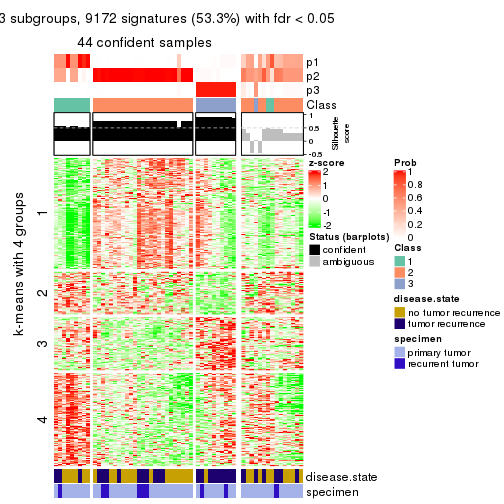 3 subgroups, 9172 signatures (53.3%) with fdr < 0.05
44 confident samples
p1
p2
p3
Class
1
0.5
0
-0.5
Silhouette
score
k-means with 4 groups
1
2
3
4
z-score
2
1
0
-1
-2
Status (barplots)
confident
ambiguous
Prob
1
0.8
0.6
0.4
0.2
0
Class
1
2
3
disease.state
no tumor recurrence
tumor recurrence
specimen
primary tumor
recurrent tumor
disease.state
specimen